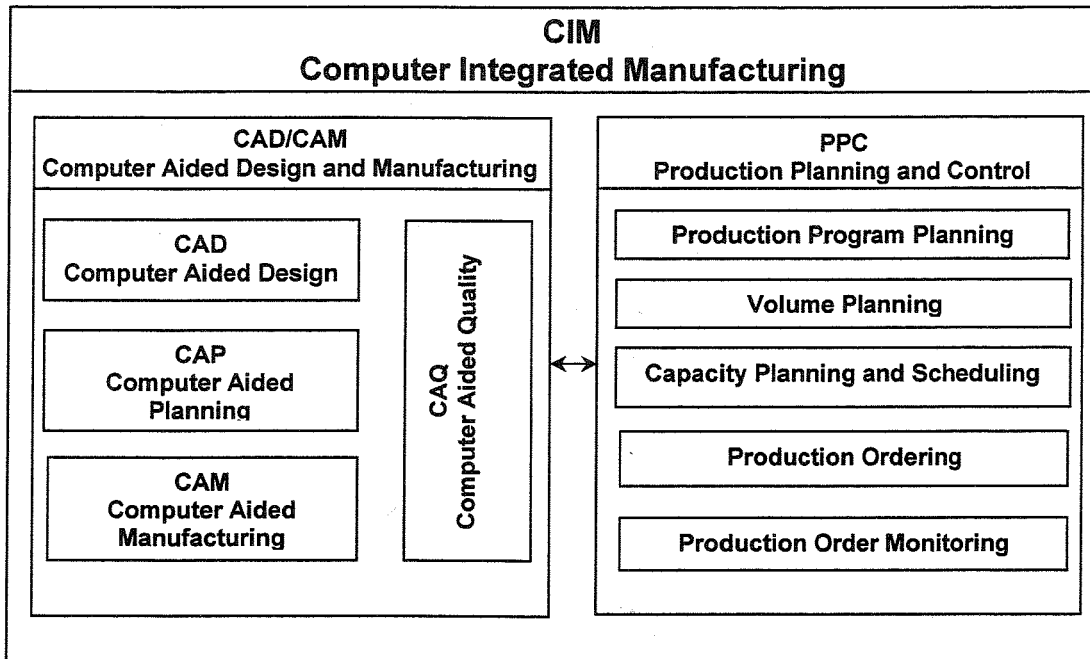 CIM
Computer Integrated Manufacturing
CAD/CAM
Computer Aided Design and Manufacturing
CAD
Computer Aided Design
CAP
Computer Aided
Planning
CAM
Computer Aided
Manufacturing
CAQ
Computer Aided Quality
PPC
Production Planning and Control
Production Program Planning
Volume Planning
Capacity Planning and Scheduling
Production Ordering
Production Order Monitoring